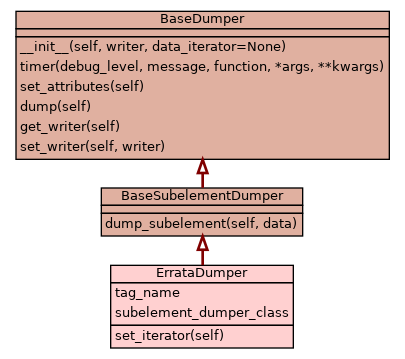 BaseDumper
__init__(self, writer, data_iterator=None)
timer(debug_level, message, function, *args, **kwargs)
set_attributes(self)
dump(self)
get_writer(self)
set_writer(self, writer)
BaseSubelementDumper
dump_subelement(self, data)
ErrataDumper
tag_name
subelement_dumper_class
set_iterator(self)